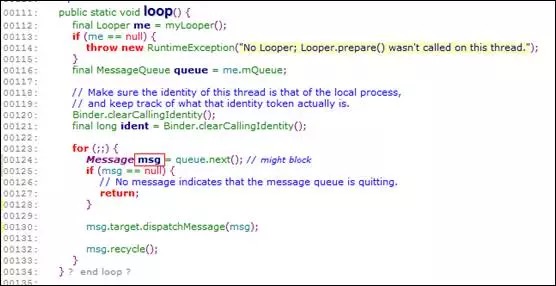 00111: public static void loop() {
00112: final Looper me = myLooper();
00113: if (me == null) {
00114: throw new RuntimeException("No Looper; Looper.prepare() wasn't called on this thread.");
00115: }
00116: final MessageQueue queue = me.mQueue;
00117:
00118: // Make sure the identity of this thread is that of the local process,
00119: // and keep track of what that identity token actually is.
00120: Binder.clearCallingIdentity();
00121: final long ident = Binder.clearCallingIdentity();
00122:
00123: for (;;) {
00124: Message msg = queue.next(); // might block
00125: if (msg == null) {
00126: // No message indicates that the message queue is quitting.
00127: return;
00128: }
00129:
00130: msg.target.dispatchMessage(msg);
00131:
00132: msg.recycle();
00133: }
00134: } ? end loop ?
00135: